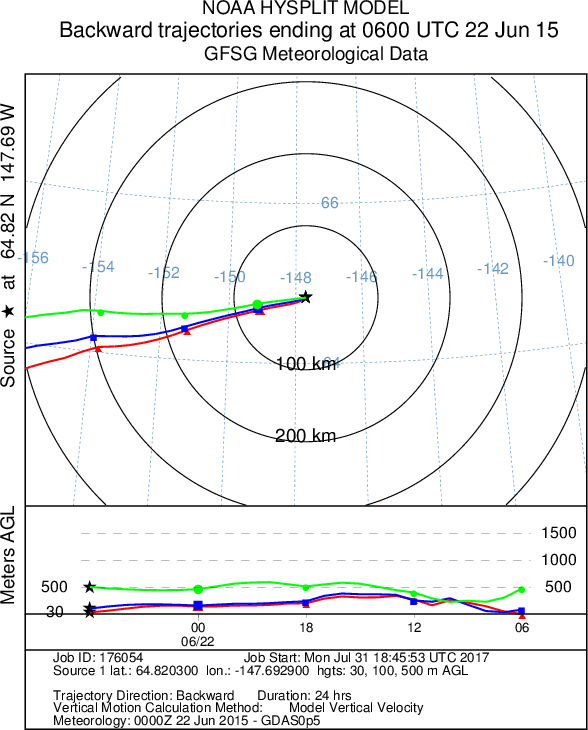 NOAA HYSPLIT MODEL
Backward trajectories ending at 0600 UTC 22 Jun 15
GFSG Meteorological Data
Source ★ at 64.82 N 147.69 W
66
-156
-154
-152
-150
-148
-146
-144
-142
-140
64
100 km
200 km
Meters AGL
1500
1000
500
500
30
00
18
12
06
06/22
Job ID: 176054 Job Start: Mon Jul 31 18:45:53 UTC 2017
Source 1 lat.: 64.820300 lon.: -147.692900 hgts: 30, 100, 500 m AGL
Trajectory Direction: Backward Duration: 24 hrs
Vertical Motion Calculation Method: Model Vertical Velocity
Meteorology: 0000Z 22 Jun 2015 - GDAS0p5